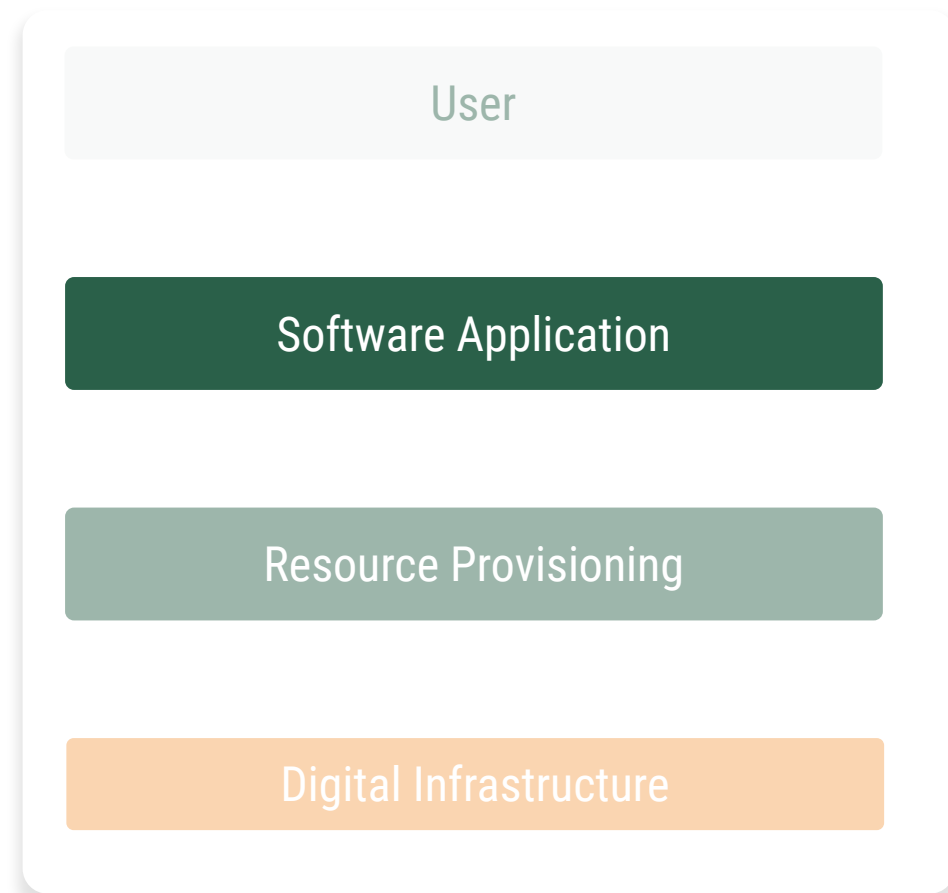 User
Software Application
Resource Provisioning
Digital Infrastructure